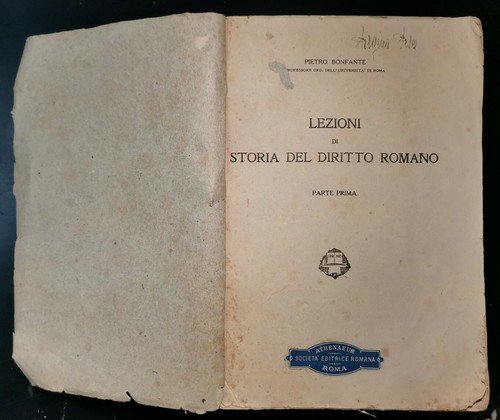 PIETRO BONFANTE
PROFESSORE ORD. DELL'UNIVERSITA' DI ROMA
LEZIONI
DI
STORIA DEL DIRITTO ROMANO
PARTE PRIMA
ATHENAEUM
SOCIETÀ EDITRICE ROMANA
ROMA